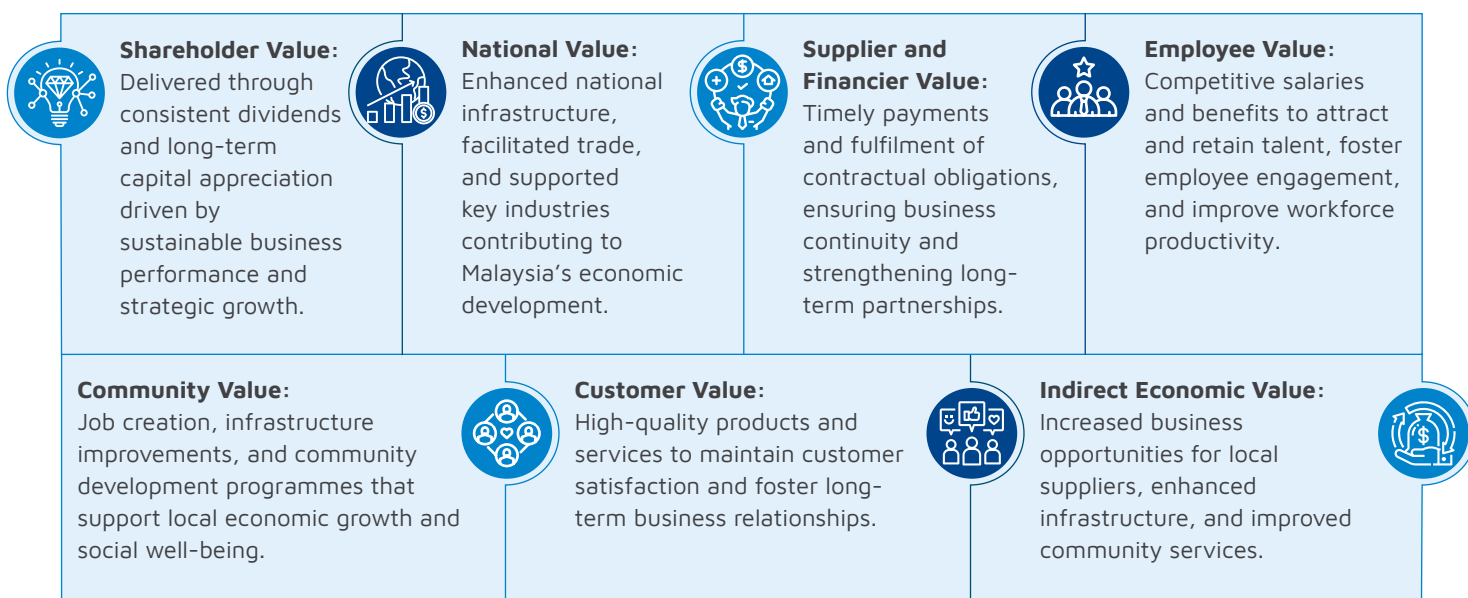 Shareholder Value:
Delivered through
consistent dividends
and long-term
capital appreciation
driven by
sustainable business
performance and
strategic growth.
National Value:
Enhanced national
infrastructure,
facilitated trade,
and supported
key industries
contributing to
Malaysia’s economic
development.
Supplier and
Financier Value:
Timely payments
and fulfilment of
contractual obligations,
ensuring business
continuity and
strengthening long-
term partnerships.
Employee Value:
Competitive salaries
and benefits to attract
and retain talent, foster
employee engagement,
and improve workforce
productivity.
Community Value:
Job creation, infrastructure
improvements, and community
development programmes that
support local economic growth and
social well-being.
Customer Value:
High-quality products and
services to maintain customer
satisfaction and foster long-
term business relationships.
Indirect Economic Value:
Increased business
opportunities for local
suppliers, enhanced
infrastructure, and improved
community services.